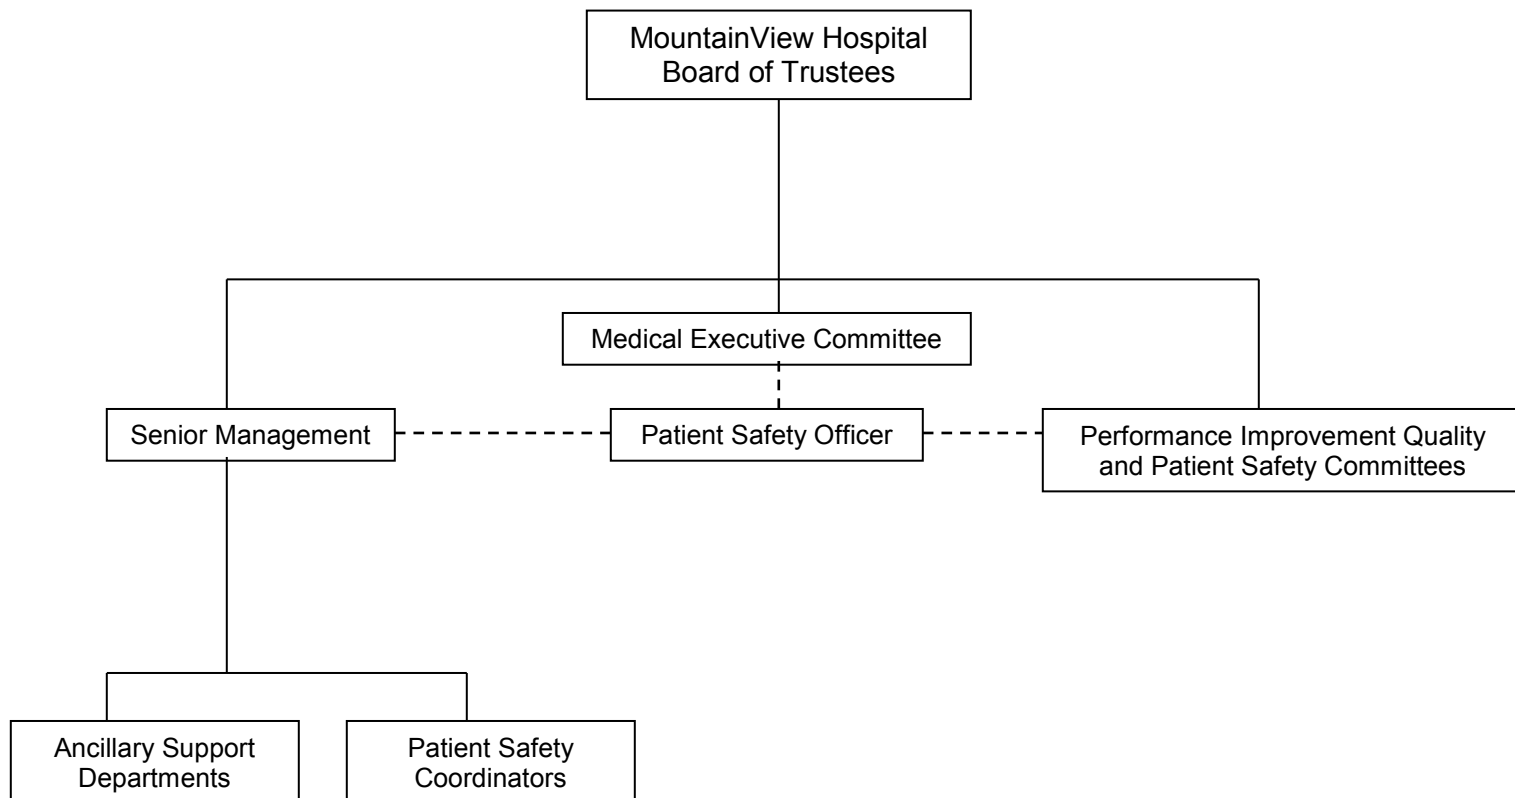 MountainView Hospital
Board of Trustees
Medical Executive Committee
Senior Management
Patient Safety Officer
Performance Improvement Quality
and Patient Safety Committees
Ancillary Support
Departments
Patient Safety
Coordinators